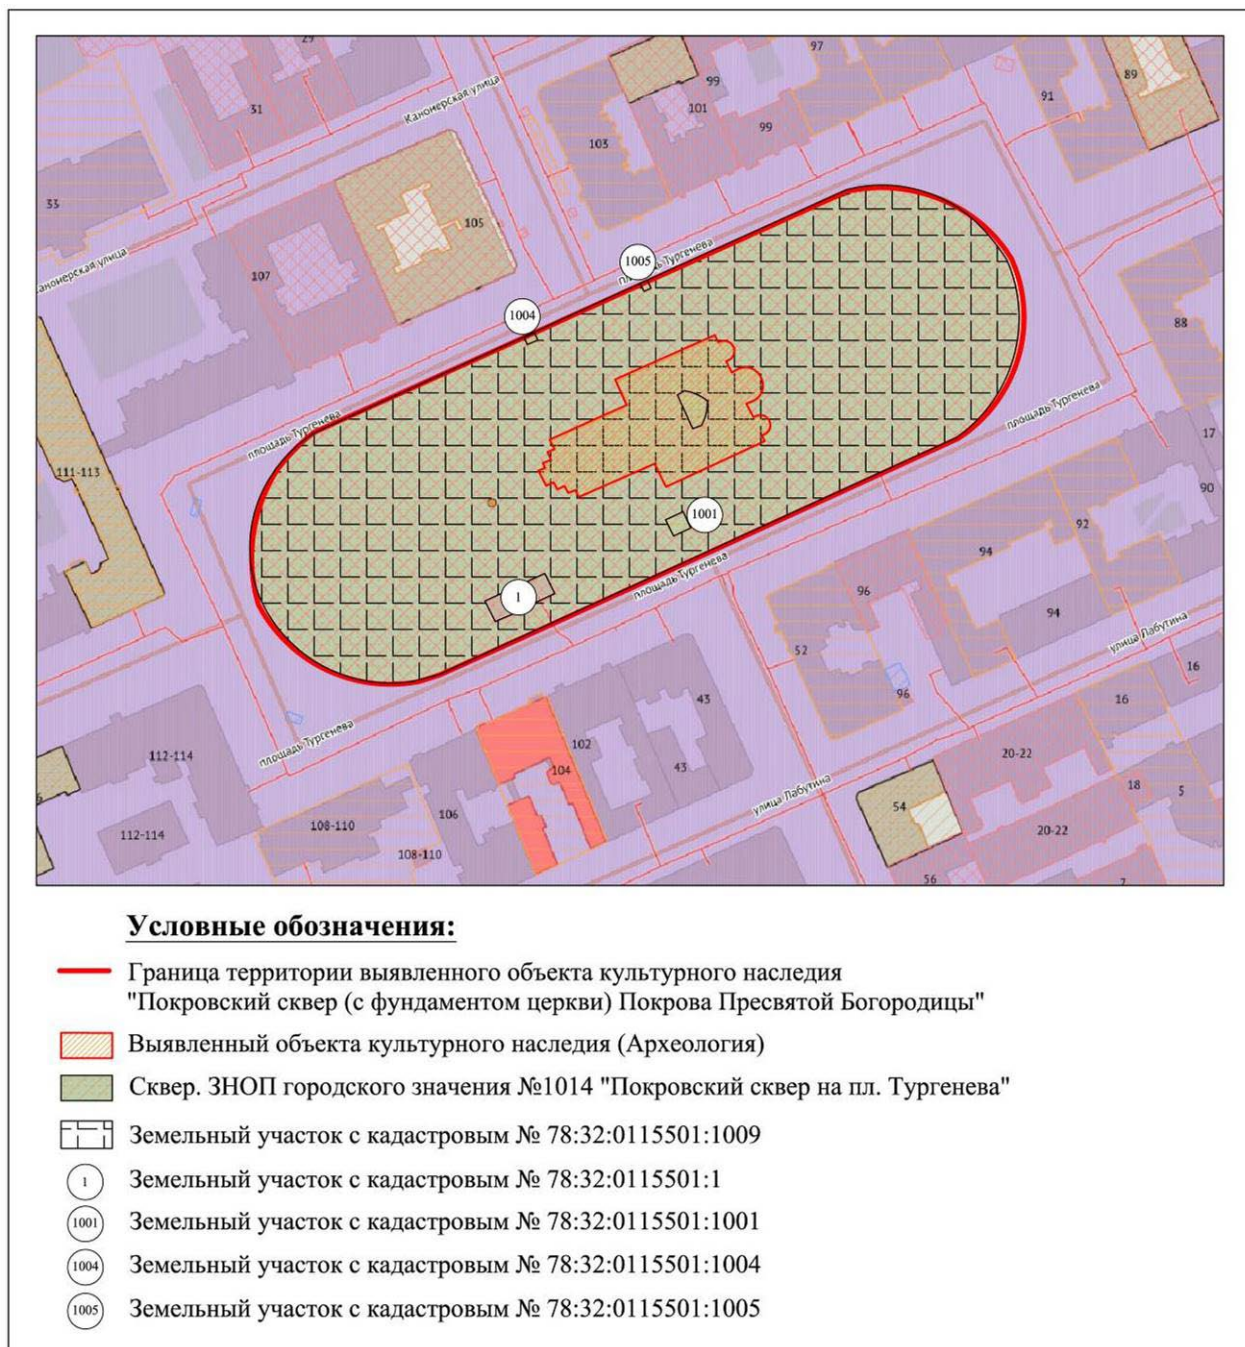 29
97
89
31
Канонерская улица
99
101
91
99
103
33
105
1005
площадь Тургенева
107
1004
88
площадь Тургенева
площадь Тургенева
17
111-113
90
92
1001
94
площадь Тургенева
96
1
94
52
улица Лабутина
16
96
43
16
площадь Тургенева
102
112-114
20-22
104
43
18
5
улица Лабутина
54
106
108-110
112-114
20-22
108-110
56
7
Условные обозначения:
Граница территории выявленного объекта культурного наследия
"Покровский сквер (с фундаментом церкви) Покрова Пресвятой Богородицы"
Выявленный объекта культурного наследия (Археология)
Сквер. ЗНОП городского значения №1014 "Покровский сквер на пл. Тургенева"
Земельный участок с кадастровым № 78:32:0115501:1009
1 Земельный участок с кадастровым № 78:32:0115501:1
1001 Земельный участок с кадастровым № 78:32:0115501:1001
1004 Земельный участок с кадастровым № 78:32:0115501:1004
1005 Земельный участок с кадастровым № 78:32:0115501:1005